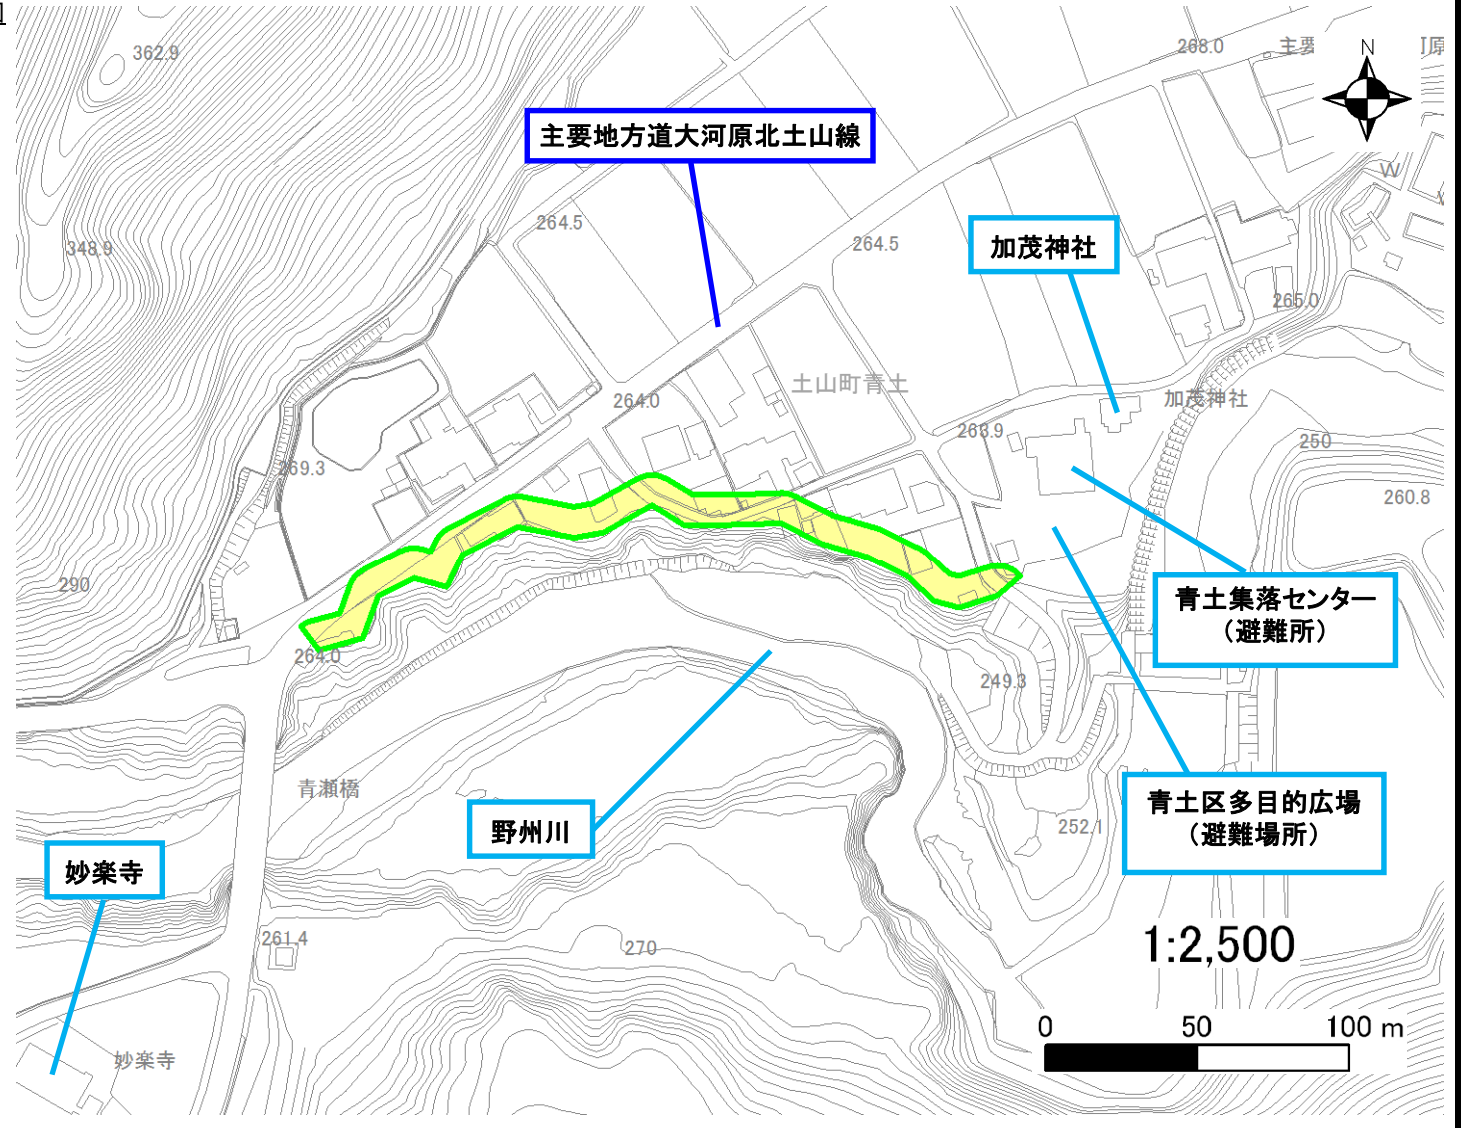 362.9
268.0
主要
原
N
主要地方道大河原北土山線
W
264.5
加茂神社
264.5
348.9
265.0
土山町青土
264.0
加茂神社
263.9
250
269.3
260.8
290
青土集落センター
（避難所）
264.0
249.3
青瀬橋
青土区多目的広場
（避難場所）
野州川
252.1
妙楽寺
261.4
270
1:2,500
0 50 100 m
妙楽寺